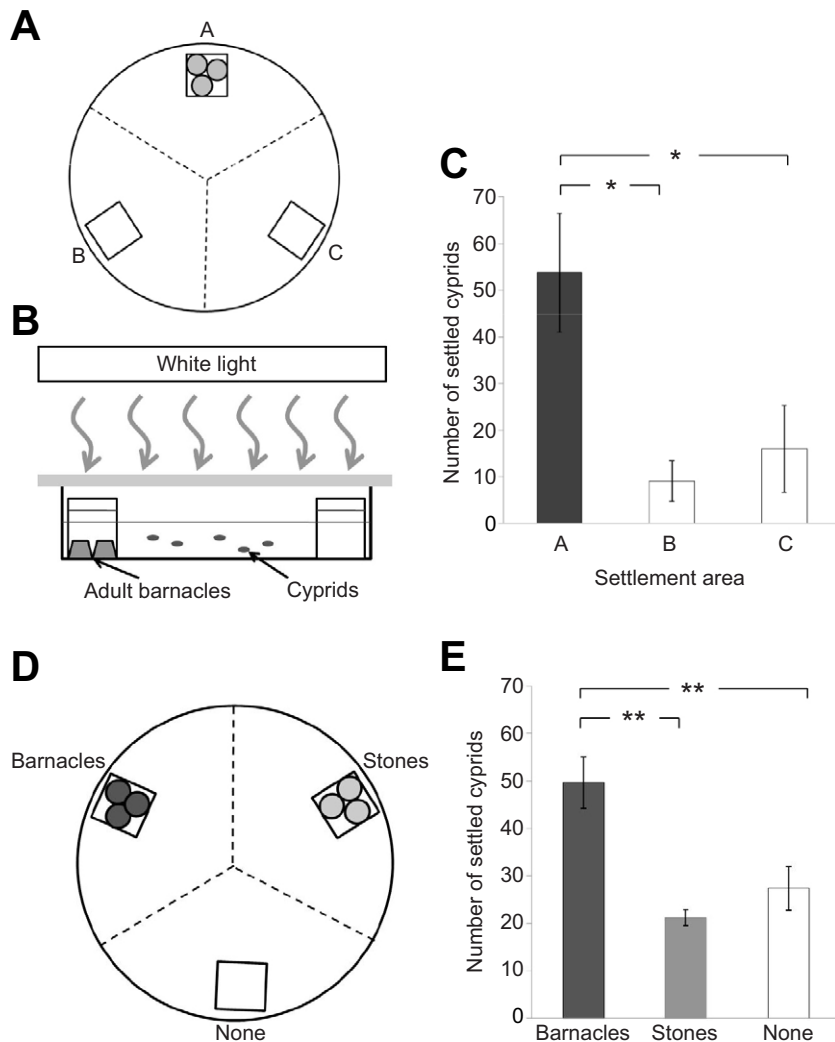 A
A
B
C
B
White light
Adult barnacles
Cyprids
C
*
*
Number of settled cyprids
70
60
50
40
30
20
10
0
A B C
Settlement area
D
Barnacles
Stones
None
E
**
**
Number of settled cyprids
70
60
50
40
30
20
10
0
Barnacles Stones None